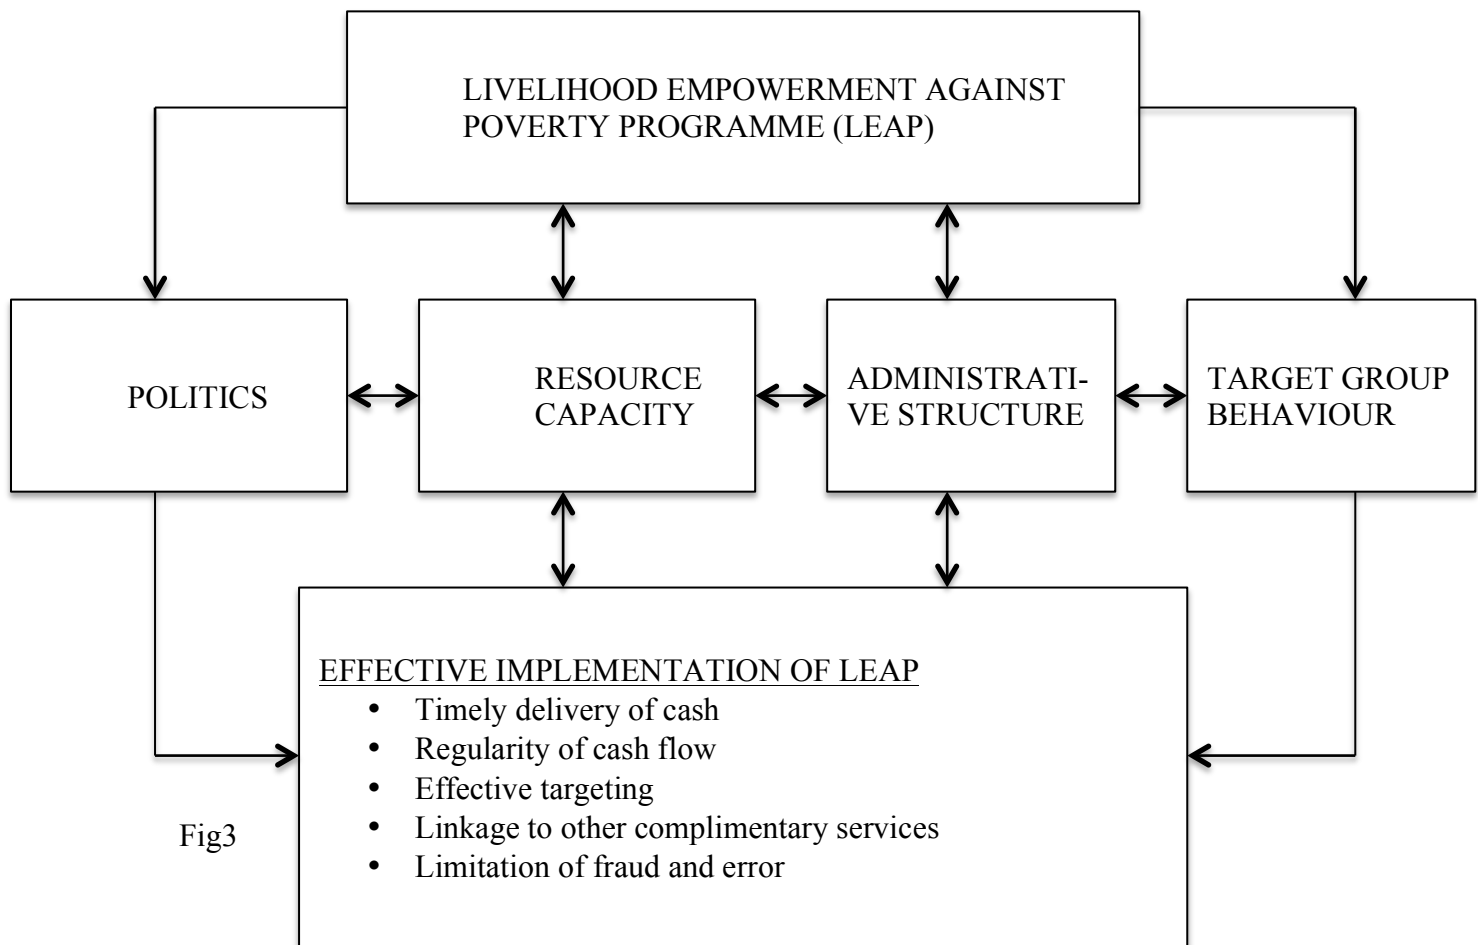 LIVELIHOOD EMPOWERMENT AGAINST
POVERTY PROGRAMME (LEAP)
POLITICS
RESOURCE
CAPACITY
ADMINISTRATI-
VE STRUCTURE
TARGET GROUP
BEHAVIOUR
EFFECTIVE IMPLEMENTATION OF LEAP
• Timely delivery of cash
• Regularity of cash flow
• Effective targeting
• Linkage to other complimentary services
• Limitation of fraud and error
Fig3